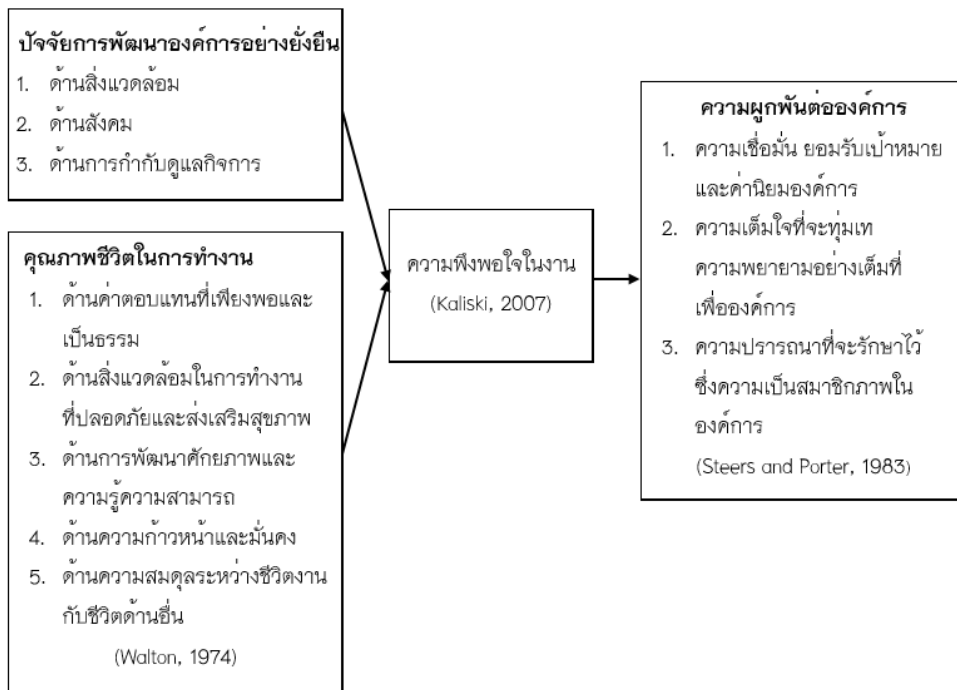 ปัจจัยการพัฒนาองค์การอย่างยั่งยืน
1. ด้านสิ่งแวดล้อม
2. ด้านสังคม
3. ด้านการกำกับดูแลกิจการ
คุณภาพชีวิตในการทำงาน
1. ด้านค่าตอบแทนที่เพียงพอและ
เป็นธรรม
2. ด้านสิ่งแวดล้อมในการทำงาน
ที่ปลอดภัยและส่งเสริมสุขภาพ
3. ด้านการพัฒนาศักยภาพและ
ความรู้ความสามารถ
4. ด้านความก้าวหน้าและมั่นคง
5. ด้านความสมดุลระหว่างชีวิตงาน
กับชีวิตด้านอื่น
(Walton, 1974)
ความพึงพอใจในงาน
(Kaliski, 2007)
ความผูกพันต่อองค์การ
1. ความเชื่อมั่น ยอมรับเป้าหมาย
และค่านิยมองค์การ
2. ความเต็มใจที่จะทุ่มเท
ความพยายามอย่างเต็มที่
เพื่อองค์การ
3. ความปรารถนาที่จะรักษาไว้
ซึ่งความเป็นสมาชิกภาพใน
องค์การ
(Steers and Porter, 1983)